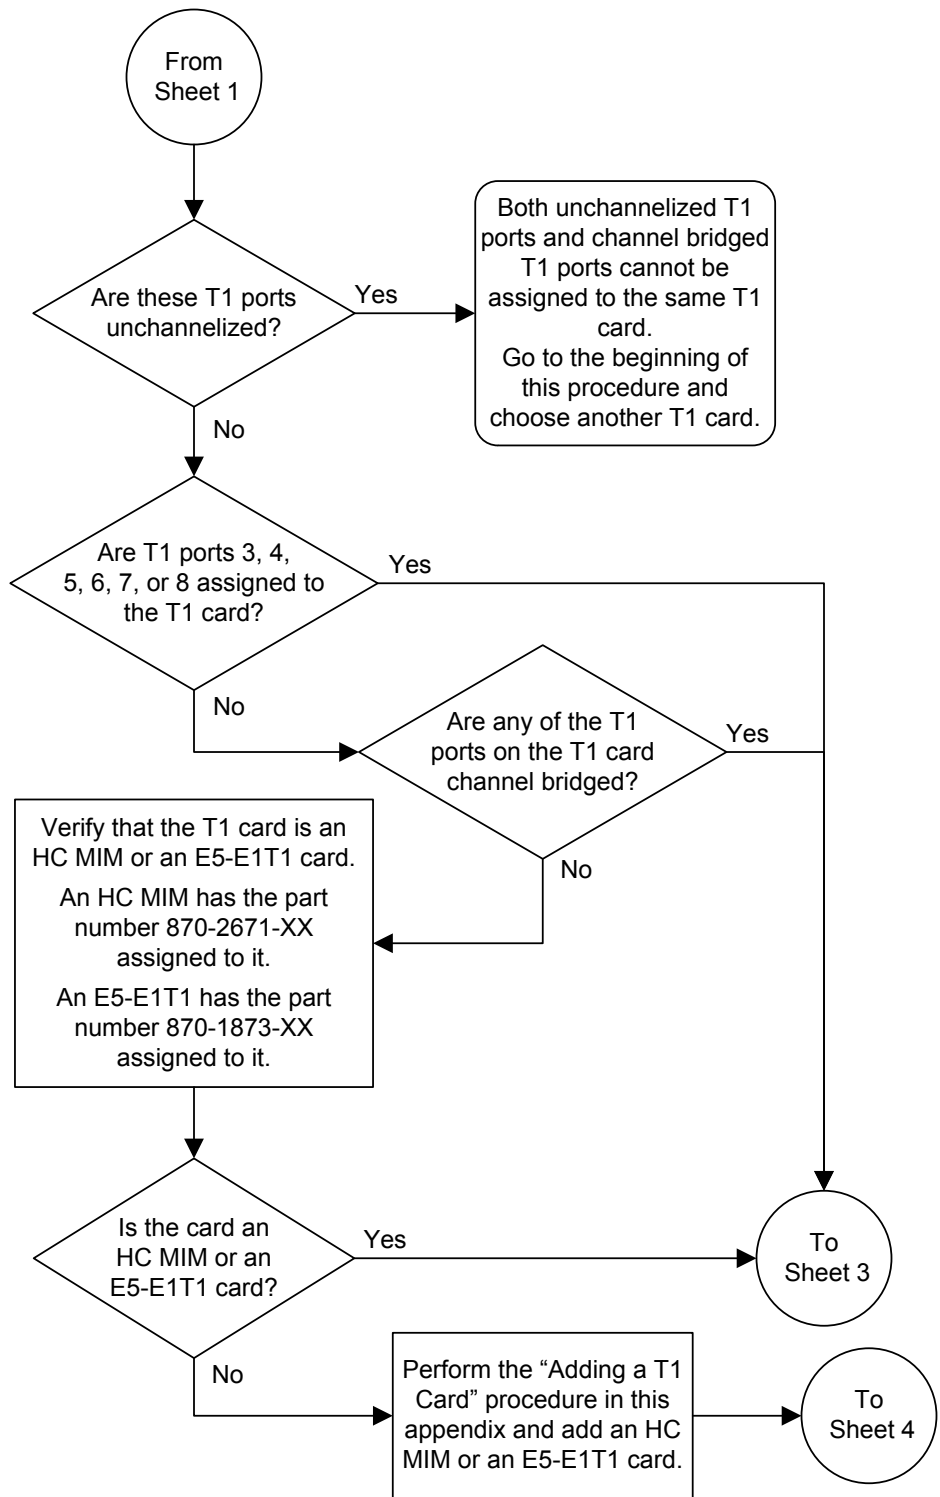 From
Sheet 1
Are these T1 ports
unchannelized?
Yes
Both unchannelized T1
ports and channel bridged
T1 ports cannot be
assigned to the same T1
card.
Go to the beginning of
this procedure and
choose another T1 card.
No
Are T1 ports 3, 4,
5, 6, 7, or 8 assigned to
the T1 card?
Yes
No
Are any of the T1
ports on the T1 card
channel bridged?
Yes
No
Verify that the T1 card is an
HC MIM or an E5-E1T1 card.
An HC MIM has the part
number 870-2671-XX
assigned to it.
An E5-E1T1 has the part
number 870-1873-XX
assigned to it.
Is the card an
HC MIM or an
E5-E1T1 card?
Yes
To
Sheet 3
No
Perform the “Adding a T1
Card” procedure in this
appendix and add an HC
MIM or an E5-E1T1 card.
To
Sheet 4